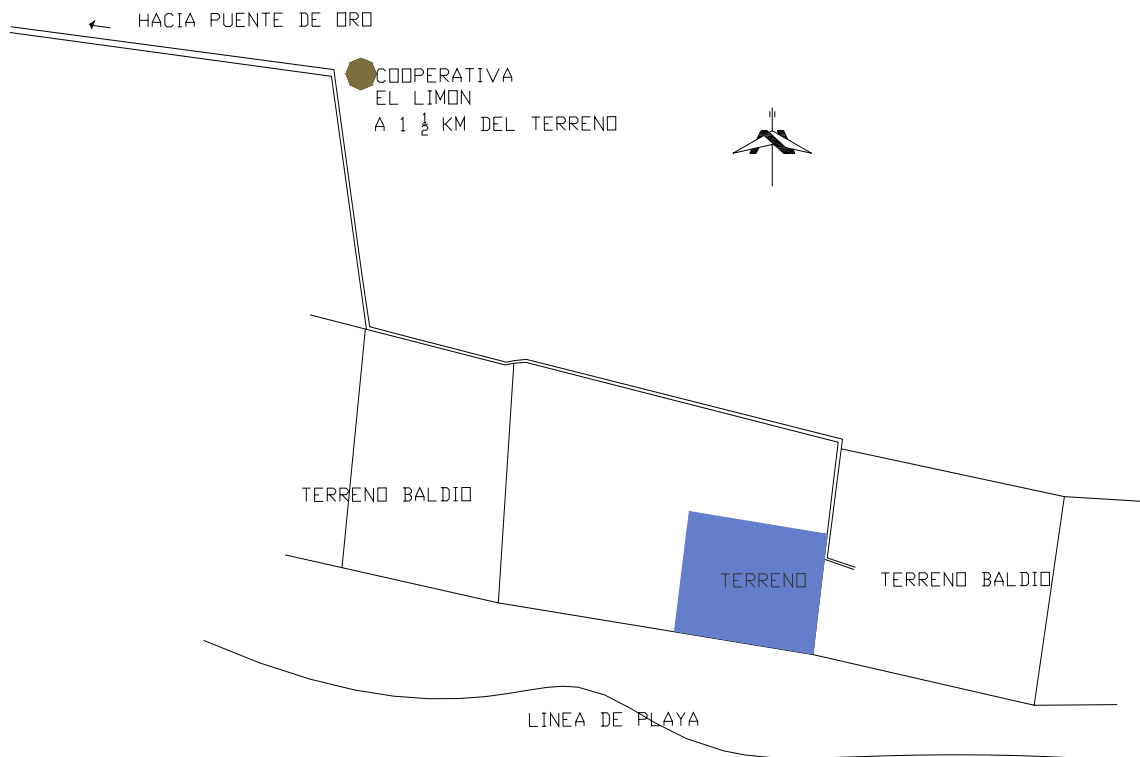 HACIA PUENTE DE ORO
COOPERATIVA
EL LIMON
A 1 1/2 KM DEL TERRENO
N
TERRENO BALDIO
TERRENO
TERRENO BALDIO
LINEA DE PLAYA